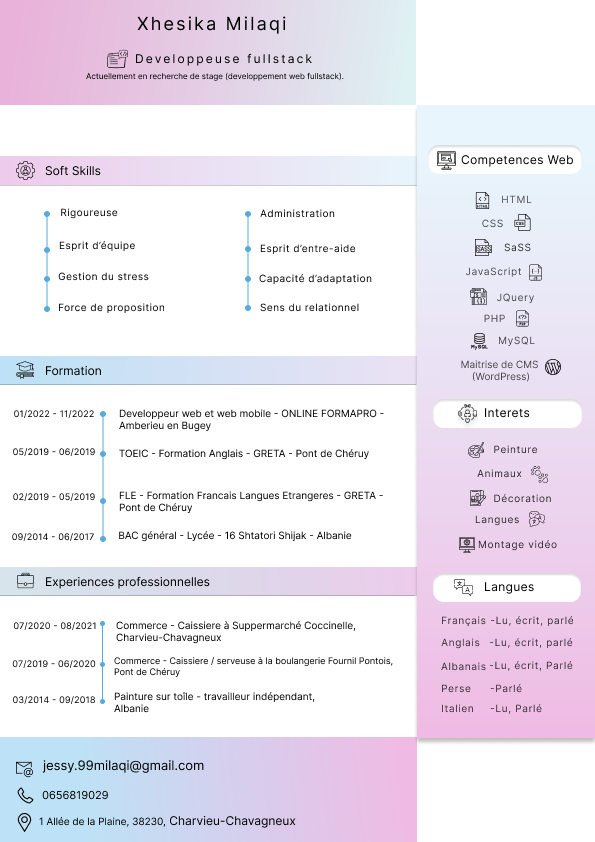 Xhesika Milaqi
Developpeuse fullstack
Actuellement en recherche de stage (developpement web fullstack).
Soft Skills
Rigoureuse
Esprit d’équipe
Gestion du stress
Force de proposition
Administration
Esprit d’entre-aide
Capacité d’adaptation
Sens du relationnel
Formation
01/2022 - 11/2022
Developpeur web et web mobile - ONLINE FORMAPRO -
Amberieu en Bugey
05/2019 - 06/2019
TOEIC - Formation Anglais - GRETA - Pont de Chéruy
02/2019 - 05/2019
FLE - Formation Francais Langues Etrangeres - GRETA -
Pont de Chéruy
09/2014 - 06/2017
BAC général - Lycée - 16 Shtatori Shijak - Albanie
Experiences professionnelles
07/2020 - 08/2021
Commerce - Caissiere à Suppermarché Coccinelle,
Charvieu-Chavagneux
07/2019 - 06/2020
Commerce - Caissiere / serveuse à la boulangerie Fournil Pontois,
Pont de Chéruy
03/2014 - 09/2018
Painture sur toîle - travailleur indépendant,
Albanie
jessy.99milaqi@gmail.com
0656819029
1 Allée de la Plaine, 38230, Charvieu-Chavagneux
Competences Web
HTML
CSS
SaSS
JavaScript
JQuery
PHP
MySQL
MySQL
Maitrise de CMS
(WordPress)
Interets
Peinture
Animaux
Décoration
Langues
Montage vidéo
Langues
Français -Lu, écrit, parlé
Anglais -Lu, écrit, parlé
Albanais -Lu, écrit, Parlé
Perse -Parlé
Italien -Lu, Parlé